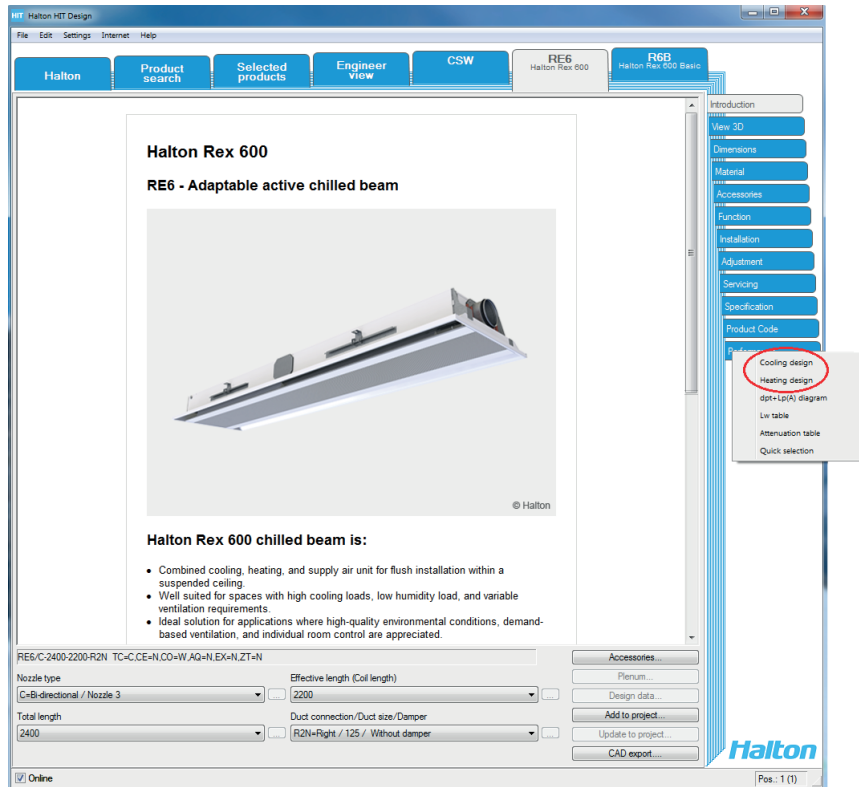 HIT Halton HIT Design
File Edit Settings Internet Help
Halton
Product search
Selected products
Engineer view
CSW
RE6
Halton Rex 600
R6B
Halton Rex 600 Basic
Introduction
View 3D
Dimensions
Material
Accessories
Function
Installation
Adjustment
Servicing
Specification
Product Code
Cooling design
Heating design
dpt+Lp(A) diagram
Lw table
Attenuation table
Quick selection
Halton Rex 600
RE6 - Adaptable active chilled beam
© Halton
Halton Rex 600 chilled beam is:
• Combined cooling, heating, and supply air unit for flush installation within a
suspended ceiling.
• Well suited for spaces with high cooling loads, low humidity load, and variable
ventilation requirements.
• Ideal solution for applications where high-quality environmental conditions, demand-
based ventilation, and individual room control are appreciated.
RE6/C-2400-2200-R2N TC=C,CE=N,CO=W,AQ=N,EX=N,ZT=N
Nozzle type
C=Bi-directional / Nozzle 3
...
Effective length (Coil length)
2200
...
Total length
2400
...
Duct connection/Duct size/Damper
R2N=Right / 125 / Without damper
...
Accessories...
Plenum...
Design data...
Add to project...
Update to project...
CAD export....
Halton
Online
Pos.: 1 (1)